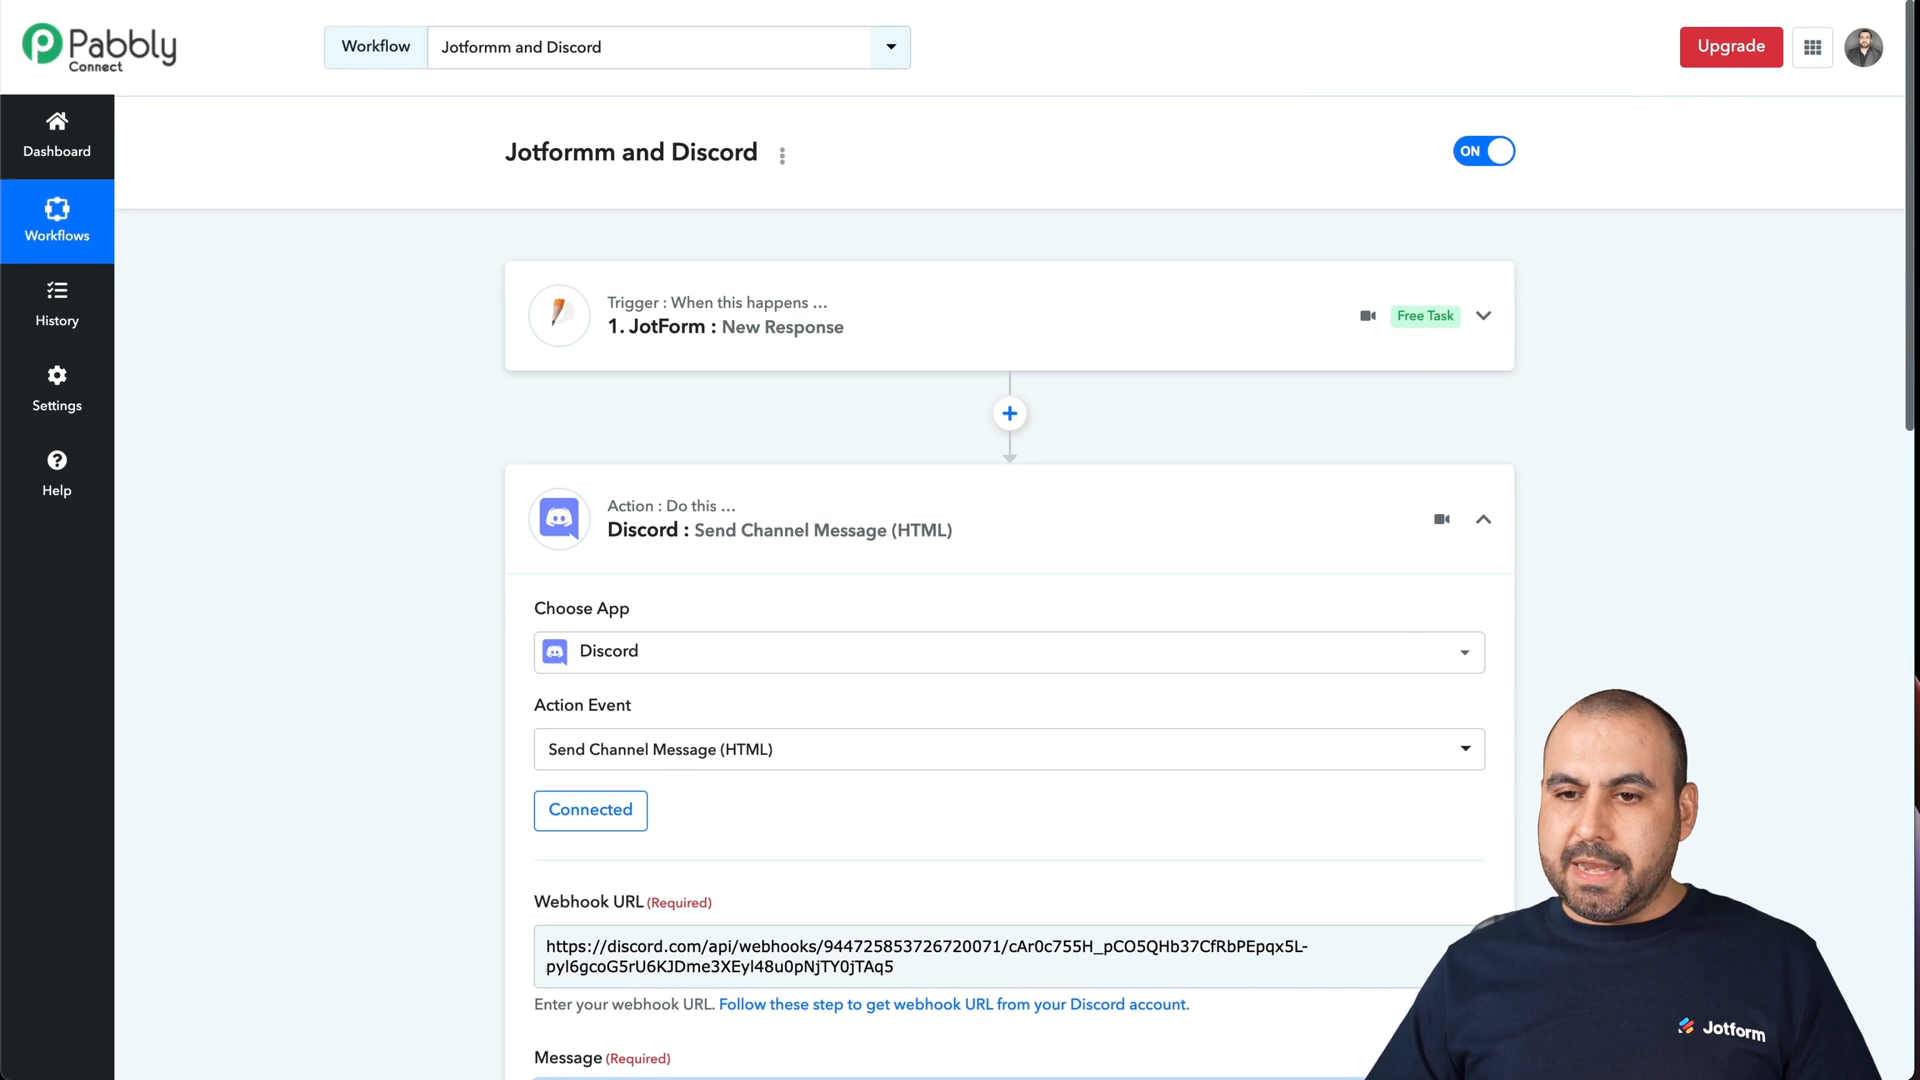 Pabbly
Connect
Workflow
Jotformm and Discord
Upgrade
Dashboard
Workflows
History
Settings
Help
Jotformm and Discord
ON
Trigger : When this happens ...
1. JotForm : New Response
Free Task
Action : Do this ...
Discord : Send Channel Message (HTML)
Choose App
Discord
Action Event
Send Channel Message (HTML)
Connected
Webhook URL (Required)
https://discord.com/api/webhooks/944725853726720071/cAr0c755H_pCO5QHb37CfRbPEpqx5L-
pyl6gcoG5rU6KJDme3XEyl48u0pNjTY0jTAq5
Enter your webhook URL. Follow these step to get webhook URL from your Discord account.
Message (Required)
Jotform